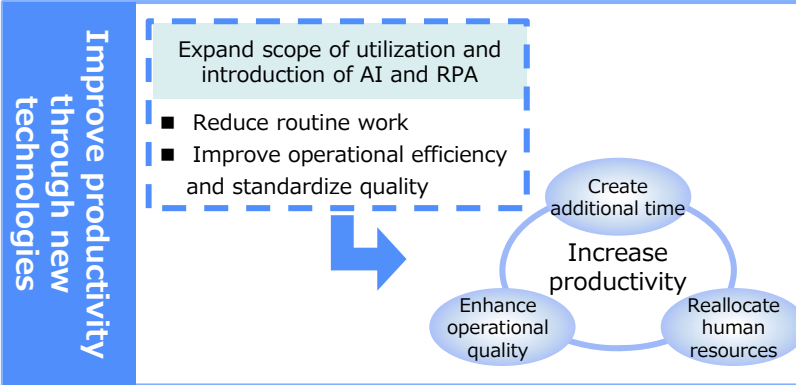 Improve productivity
through new
technologies
Expand scope of utilization and
introduction of AI and RPA
■ Reduce routine work
■ Improve operational efficiency
and standardize quality
Create
additional time
Increase
productivity
Enhance
operational
quality
Reallocate
human
resources